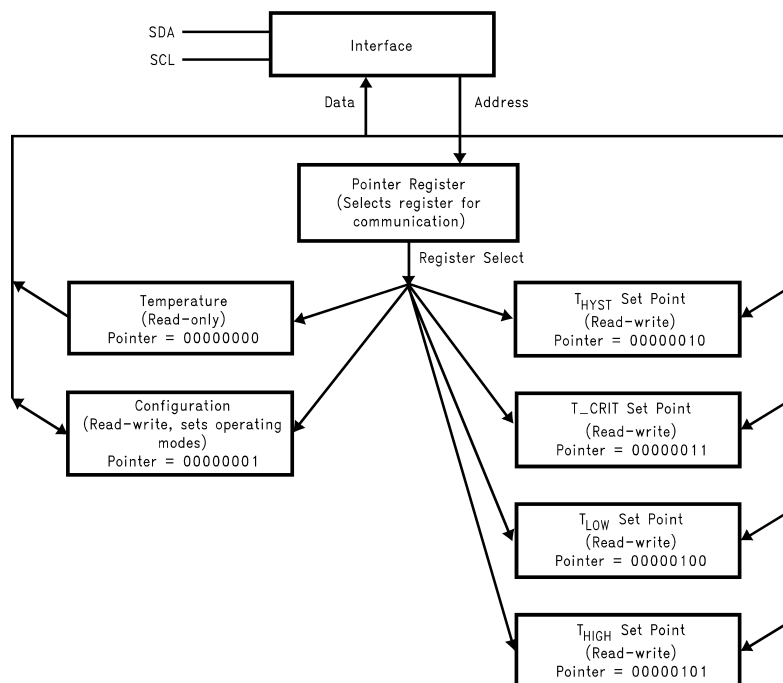 SDA
SCL
Interface
Data
Address
Pointer Register
(Selects register for
communication)
Register Select
Temperature
(Read-only)
Pointer = 00000000
Configuration
(Read-write, sets operating
modes)
Pointer = 00000001
THYST Set Point
(Read-write)
Pointer = 00000010
T_CRIT Set Point
(Read-write)
Pointer = 00000011
TLOW Set Point
(Read-write)
Pointer = 00000100
THIGH Set Point
(Read-write)
Pointer = 00000101